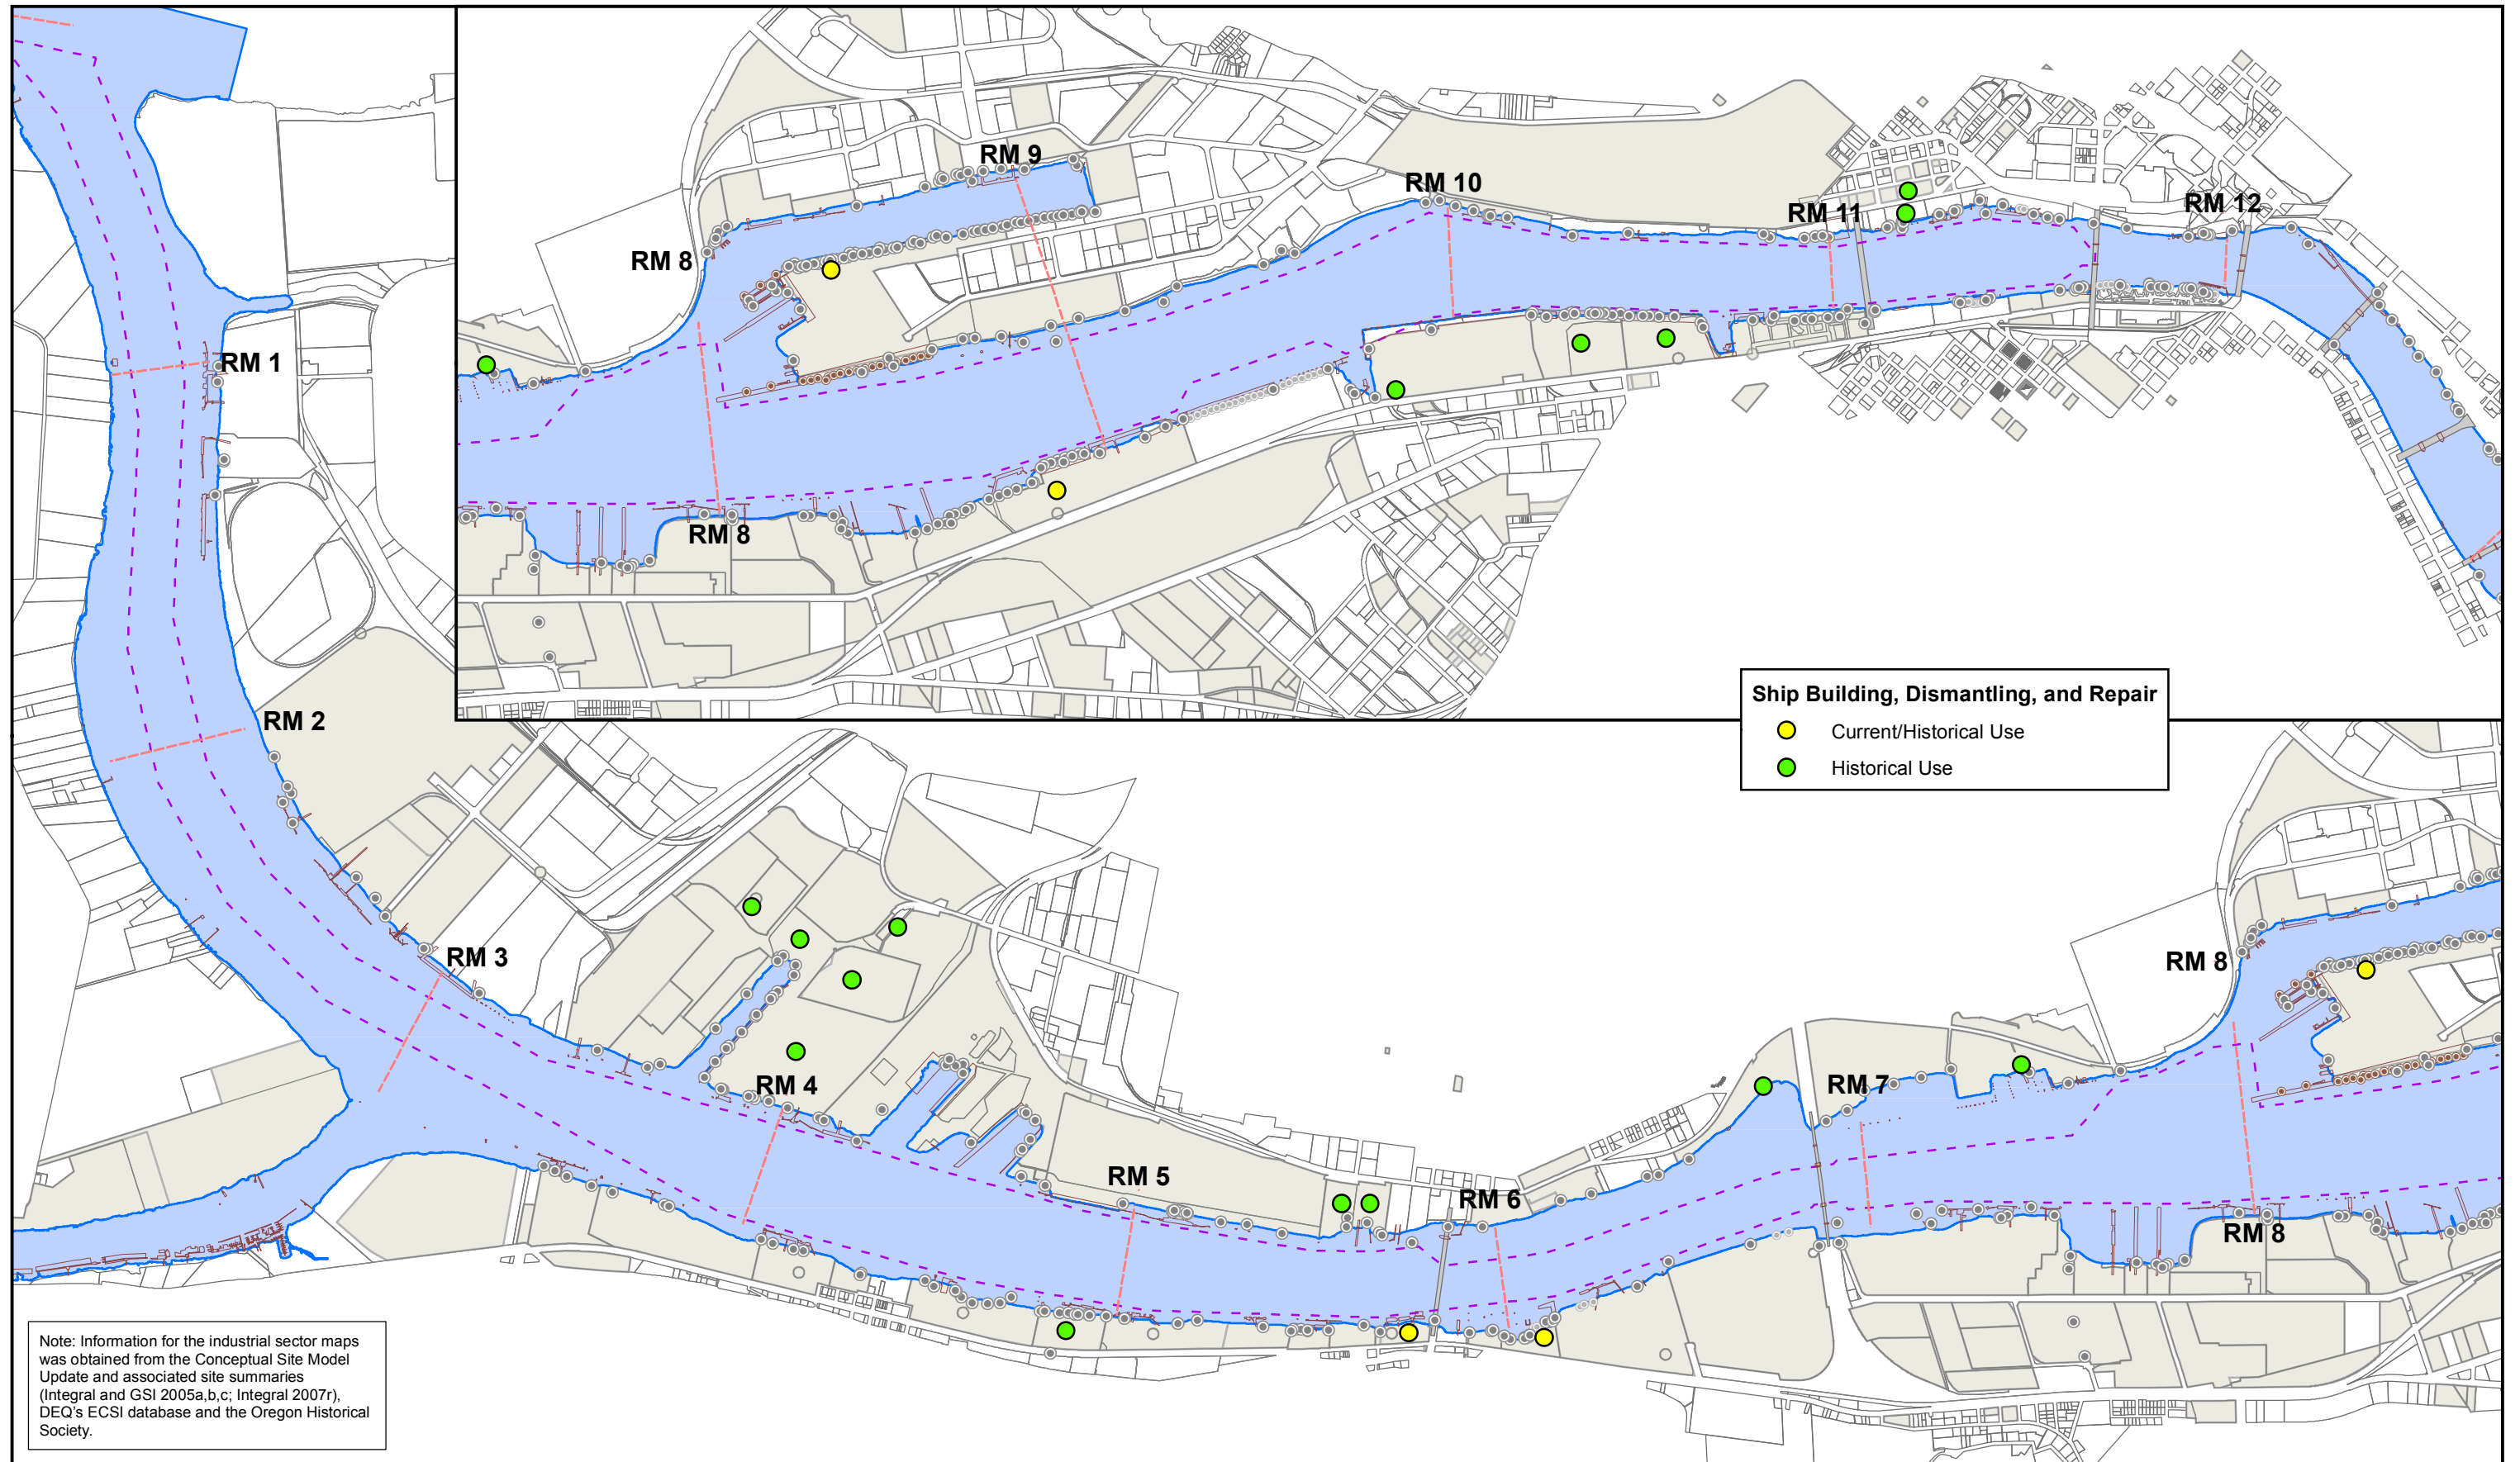 RM 9
RM 10
RM 11
RM 12
RM 8
RM 1
RM 8
RM 2
Ship Building, Dismantling, and Repair
Current/Historical Use
Historical Use
RM 3
RM 8
RM 4
RM 7
RM 5
RM 6
RM 8
Note: Information for the industrial sector maps
was obtained from the Conceptual Site Model
Update and associated site summaries
(Integral and GSI 2005a,b,c; Integral 2007r),
DEQ's ECSI database and the Oregon Historical
Society.